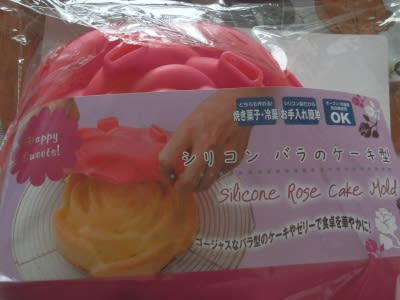 どちらも作れる!
焼き菓子・冷菓
シリコン製だから
お手入れ簡単
OK
Happy
Sweets!
シリコン バラのケーキ型
Silicone Rose Cake Mold
ゴージャスなバラ型のケーキやゼリーで食卓を華やかに!